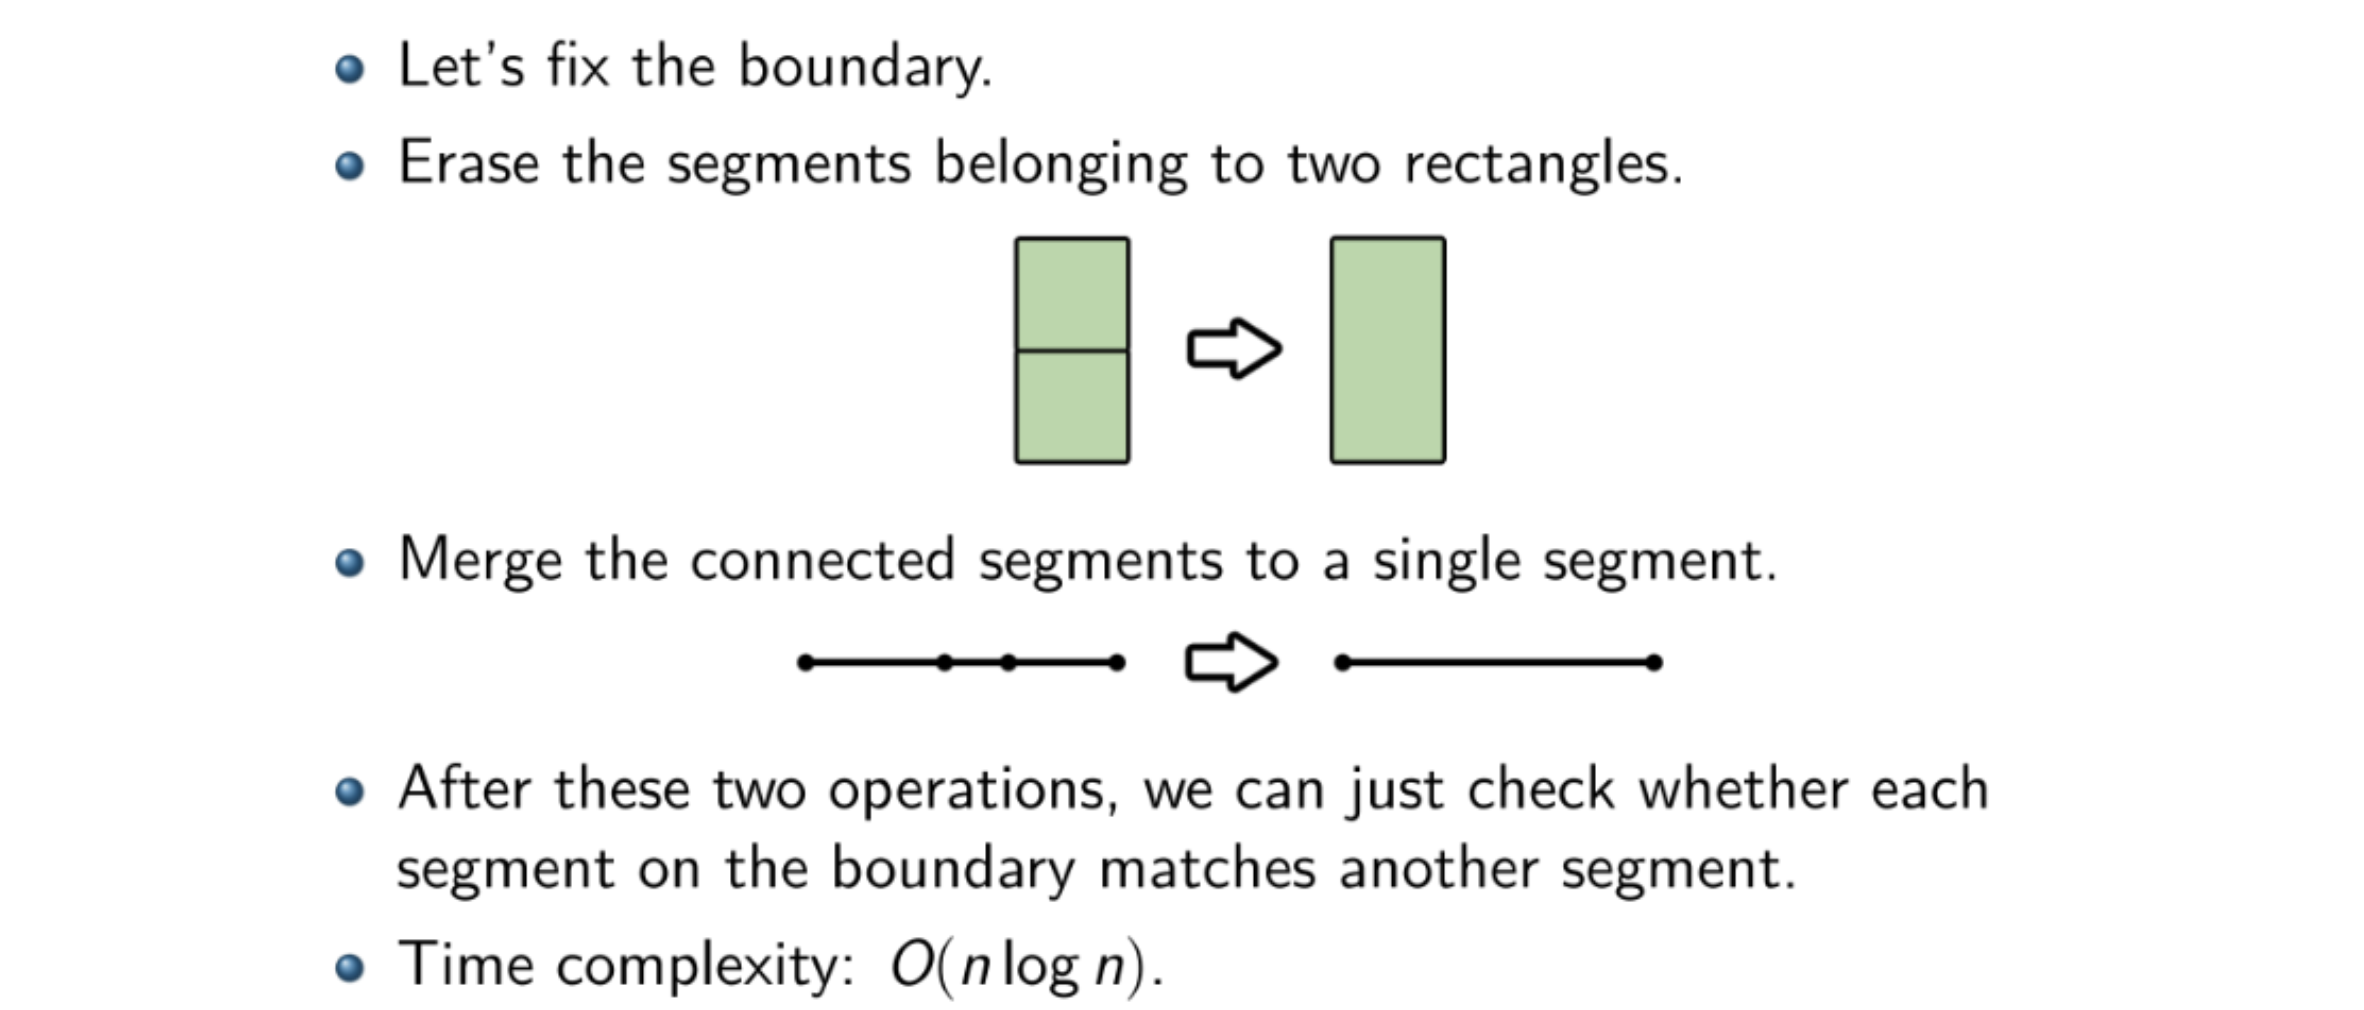 Let's fix the boundary.
Erase the segments belonging to two rectangles.
Merge the connected segments to a single segment.
After these two operations, we can just check whether each
segment on the boundary matches another segment.
Time complexity: O(n log n).